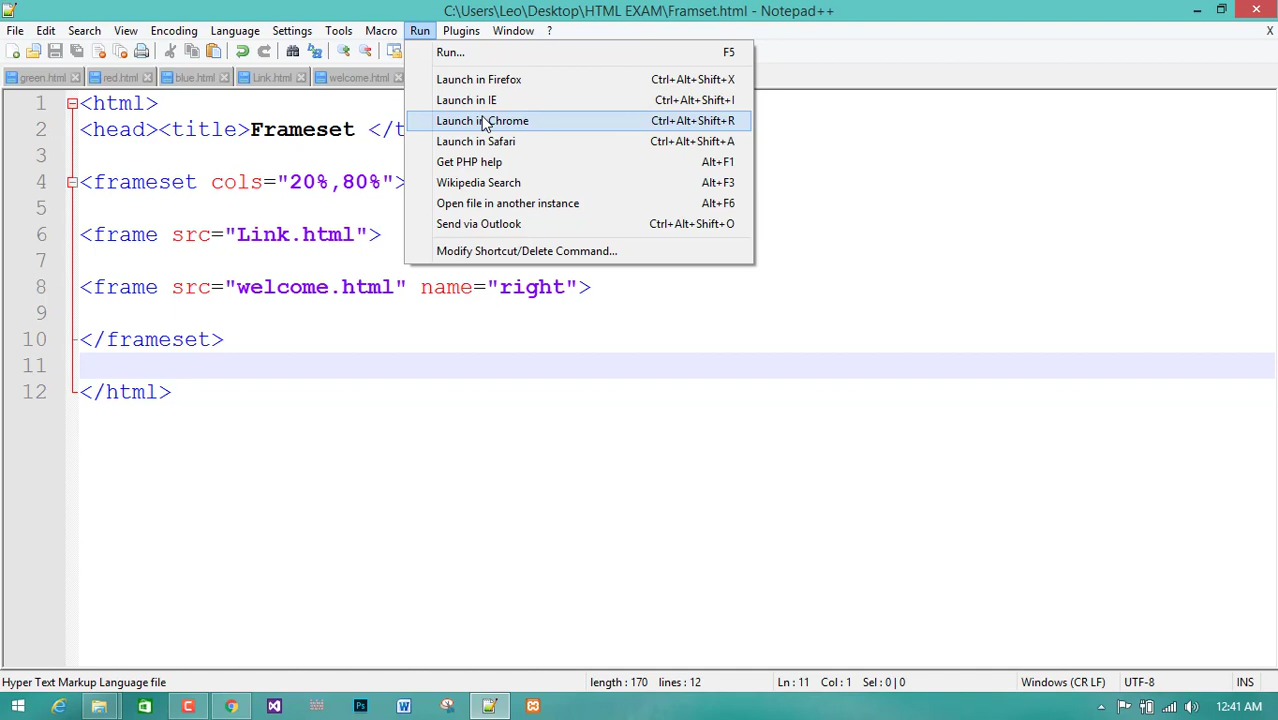 C:\Users\Leo\Desktop\HTML EXAM\Framset.html - Notepad++
File Edit Search View Encoding Language Settings Tools Macro Run Plugins Window ? X
green.html red.html blue.html Link.html welcome.html
Run... F5
Launch in Firefox Ctrl+Alt+Shift+X
Launch in IE Ctrl+Alt+Shift+I
Launch in Chrome Ctrl+Alt+Shift+R
Launch in Safari Ctrl+Alt+Shift+A
Get PHP help Alt+F1
Wikipedia Search Alt+F3
Open file in another instance Alt+F6
Send via Outlook Ctrl+Alt+Shift+O
Modify Shortcut/Delete Command...
1 <html>
2 <head><title>Frameset </t
3
4 <frameset cols="20%,80%">
5
6 <frame src="Link.html">
7
8 <frame src="welcome.html" name="right">
9
10 </frameset>
11
12 </html>
Hyper Text Markup Language file length : 170 lines : 12 Ln : 11 Col : 1 Sel : 0 | 0 Windows (CR LF) UTF-8 INS
12:41 AM